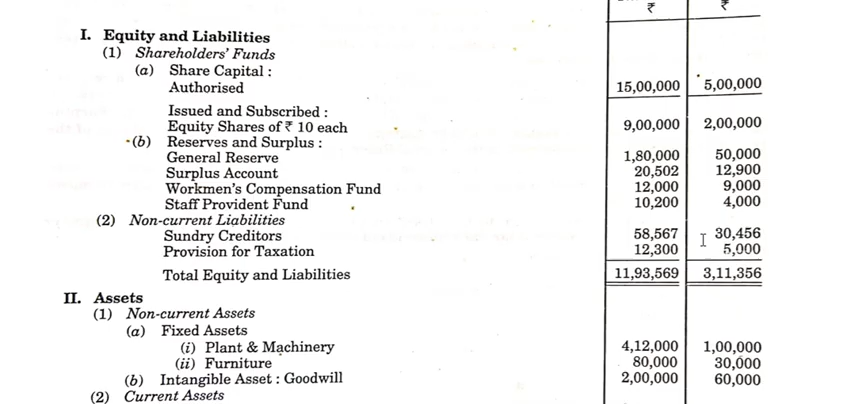 ₹ ₹
I. Equity and Liabilities
(1) Shareholders' Funds
(a) Share Capital :
Authorised 15,00,000 5,00,000
Issued and Subscribed :
Equity Shares of ₹ 10 each 9,00,000 2,00,000
(b) Reserves and Surplus :
General Reserve 1,80,000 50,000
Surplus Account 20,502 12,900
Workmen's Compensation Fund 12,000 9,000
Staff Provident Fund 10,200 4,000
(2) Non-current Liabilities
Sundry Creditors 58,567 30,456
Provision for Taxation 12,300 5,000
Total Equity and Liabilities 11,93,569 3,11,356
II. Assets
(1) Non-current Assets
(a) Fixed Assets
(i) Plant & Machinery 4,12,000 1,00,000
(ii) Furniture 80,000 30,000
(b) Intangible Asset : Goodwill 2,00,000 60,000
(2) Current Assets